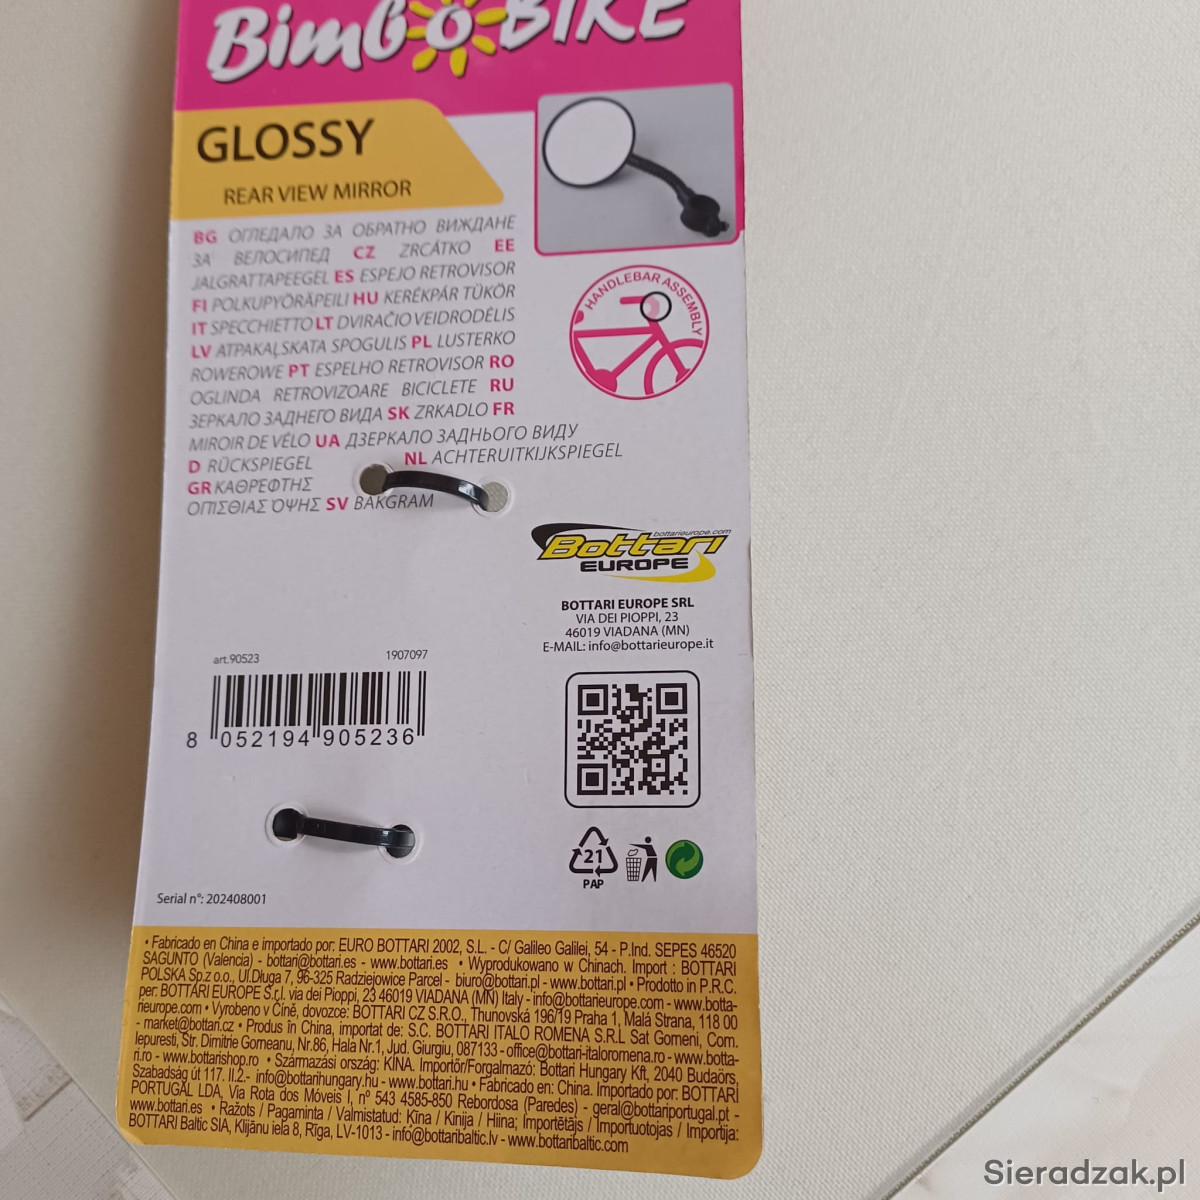 Bimbo BIKE
GLOSSY
REAR VIEW MIRROR
BG ОГЛЕДАЛО ЗА ОБРАТНО ВИЖДАНЕ
ЗА ВЕЛОСИПЕД CZ ZRCÁTKO EE
JALGRATTAPEEGEL ES ESPEJO RETROVISOR
FI POLKUPYÖRÄPEILI HU KERÉKPÁR TÜKÖR
IT SPECCHIETTO LT DVIRAČIO VEIDRODĖLIS
LV ATPAKAĻSKATA SPOGULIS PL LUSTERKO
ROWEROWE PT ESPELHO RETROVISOR RO
OGLINDA RETROVIZOARE BICICLETE RU
ЗЕРКАЛО ЗАДНЕГО ВИДА SK ZRKADLO FR
MIROIR DE VÉLO UA ДЗЕРКАЛО ЗАДНЬОГО ВИДУ
D RÜCKSPIEGEL NL ACHTERUITKIJKSPIEGEL
GR ΚΑΘΡΕΦΤΗΣ
ΟΠΙΣΘΙΑΣ ΌΨΗΣ SV BAKGRAM
HANDLEBAR ASSEMBLY
bottarieurope.com
Bottari
EUROPE
BOTTARI EUROPE SRL
VIA DEI PIOPPI, 23
46019 VIADANA (MN)
E-MAIL: info@bottarieurope.it
art.90523 1907097
8 052194 905236
21
PAP
Serial n°: 202408001
• Fabricado en China e importado por: EURO BOTTARI 2002, S.L. - C/ Galileo Galilei, 54 - P.Ind. SEPES 46520
SAGUNTO (Valencia) - bottari@bottari.es - www.bottari.es • Wyprodukowano w Chinach. Import : BOTTARI
POLSKA Sp.z o.o., Ul.Dluga 7, 96-325 Radziejowice Parcel - biuro@bottari.pl - www.bottari.pl • Prodotto in P.R.C.
per: BOTTARI EUROPE S.r.l. via dei Pioppi, 23 46019 VIADANA (MN) Italy - info@bottarieurope.com - www.botta-
rieurope.com • Vyrobeno v Číně, dovozce: BOTTARI CZ S.R.O., Thunovská 196/19 Praha 1, Malá Strana, 118 00
- market@bottari.cz • Produs în China, importat de: S.C. BOTTARI ITALO ROMENA S.R.L Sat Gorneni, Com.
Iepuresti, Str. Dimitrie Gorneanu, Nr.86, Hala Nr.1, Jud. Giurgiu, 087133 - office@bottari-italoromena.ro - www.botta-
ri.ro - www.bottarishop.ro • Származási ország: KÍNA. Importőr/Forgalmazó: Bottari Hungary Kft, 2040 Budaörs,
Szabadság út 117. II.2.- info@bottarihungary.hu - www.bottari.hu • Fabricado en: China. Importado por: BOTTARI
PORTUGAL LDA, Via Rota dos Móveis I, nº 543 4585-850 Rebordosa (Paredes) - geral@bottariportugal.pt -
www.bottari.es • Ražots / Pagaminta / Valmistatud: Ķīna / Kinija / Hiina; Importētājs / Importuotojas / Importija:
BOTTARI Baltic SIA, Klijānu iela 8, Rīga, LV-1013 - info@bottaribaltic.lv - www.bottaribaltic.com
Sieradzak.pl